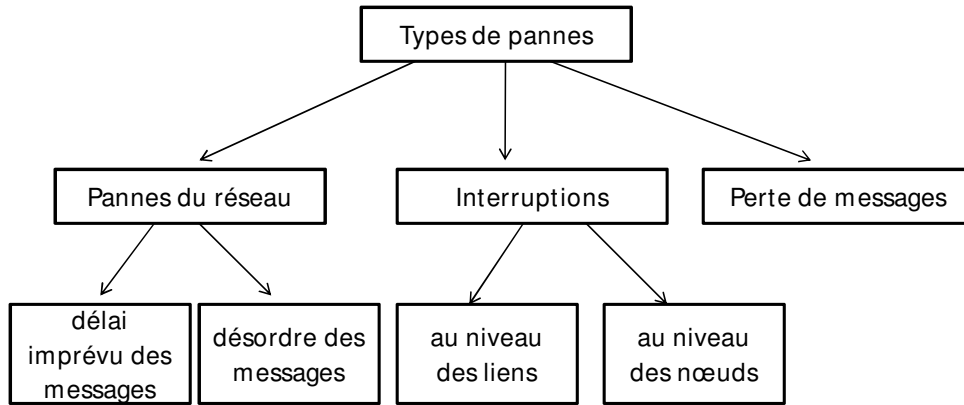 Types de pannes
Pannes du réseau
Interruptions
Perte de messages
délai
imprévu des
messages
désordre des
messages
au niveau
des liens
au niveau
des nœuds